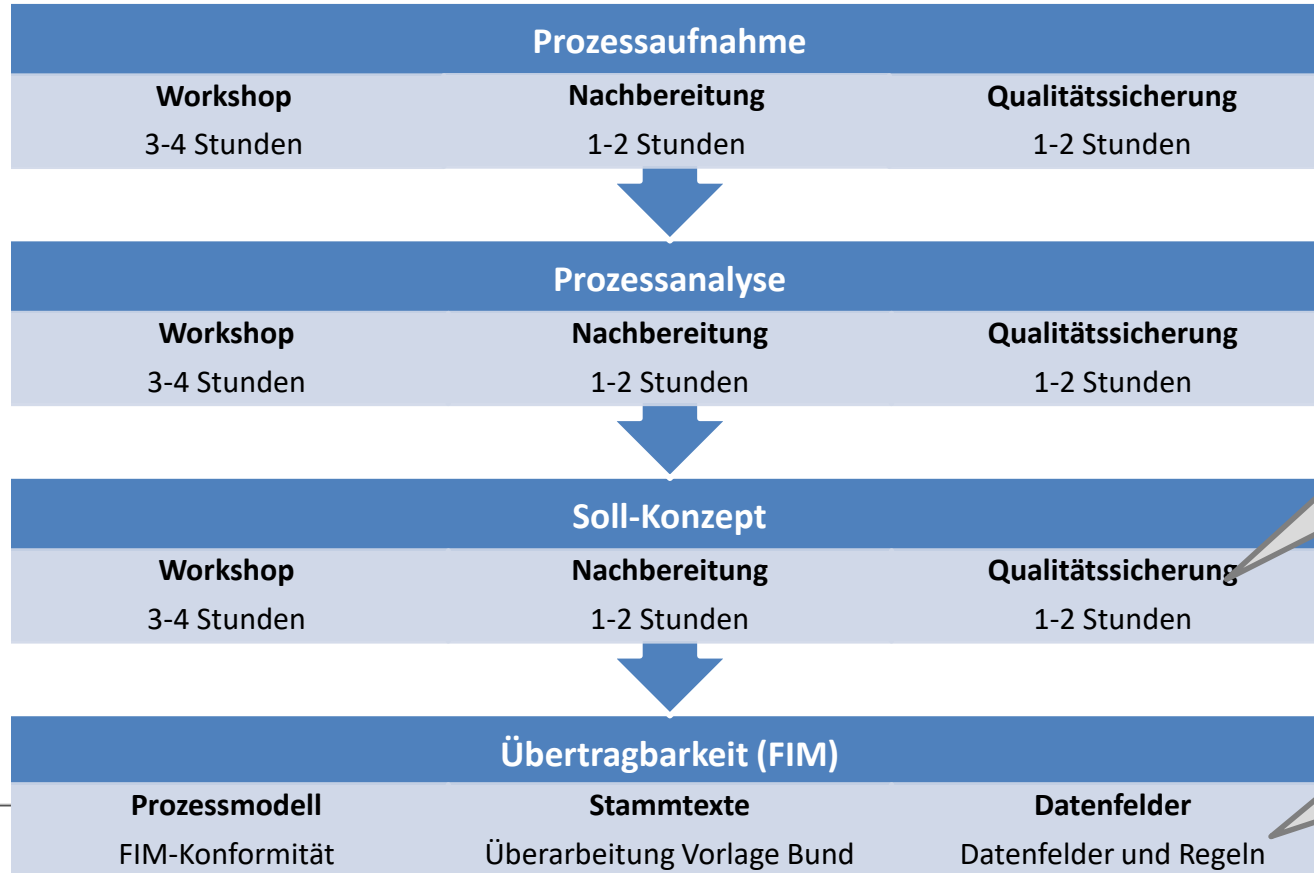 Prozessaufnahme
Workshop Nachbereitung Qualitätssicherung
3-4 Stunden 1-2 Stunden 1-2 Stunden
Prozessanalyse
Workshop Nachbereitung Qualitätssicherung
3-4 Stunden 1-2 Stunden 1-2 Stunden
Soll-Konzept
Workshop Nachbereitung Qualitätssicherung
3-4 Stunden 1-2 Stunden 1-2 Stunden
Übertragbarkeit (FIM)
Prozessmodell Stammtexte Datenfelder
FIM-Konformität Überarbeitung Vorlage Bund Datenfelder und Regeln